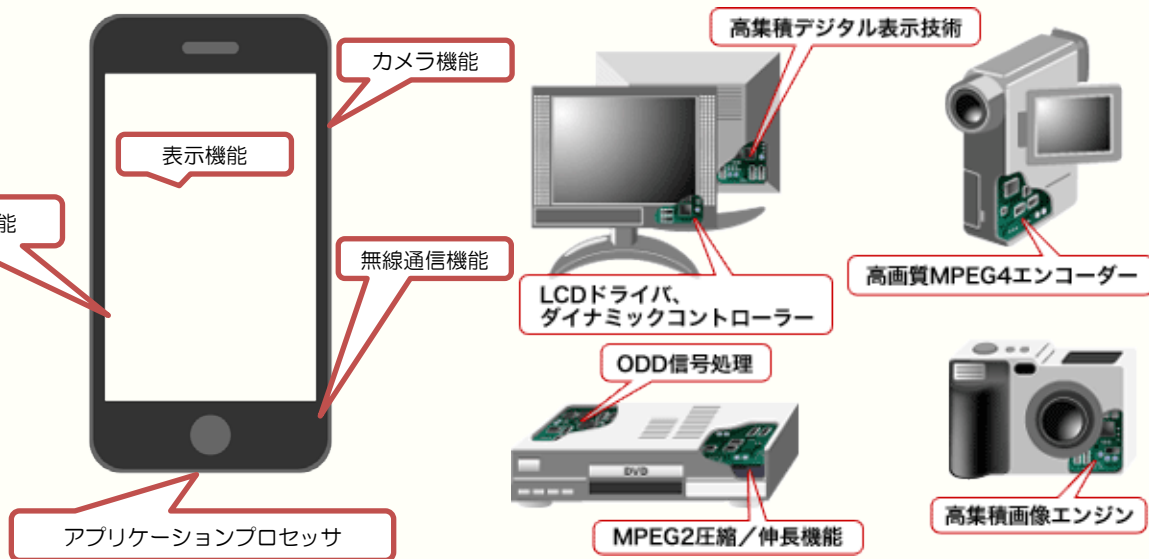 カメラ機能
表示機能
能
無線通信機能
アプリケーションプロセッサ
高集積デジタル表示技術
LCDドライバ、
ダイナミックコントローラー
高画質MPEG4エンコーダー
ODD信号処理
DVD
MPEG2圧縮／伸長機能
高集積画像エンジン